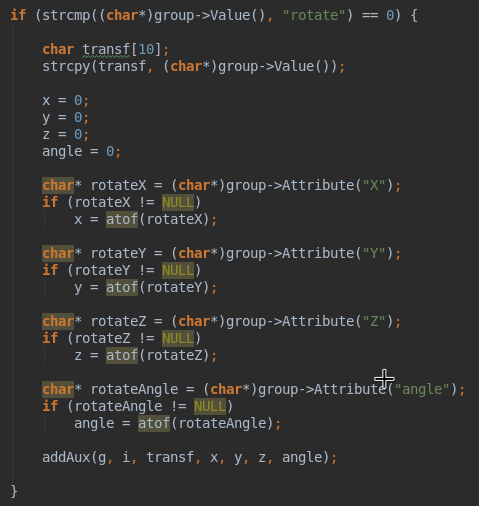 if (strcmp((char*)group->Value(), "rotate") == 0) {
char transf[10];
strcpy(transf, (char*)group->Value());
x = 0;
y = 0;
z = 0;
angle = 0;
char* rotateX = (char*)group->Attribute("X");
if (rotateX != NULL)
x = atof(rotateX);
char* rotateY = (char*)group->Attribute("Y");
if (rotateY != NULL)
y = atof(rotateY);
char* rotateZ = (char*)group->Attribute("Z");
if (rotateZ != NULL)
z = atof(rotateZ);
char* rotateAngle = (char*)group->Attribute("angle");
if (rotateAngle != NULL)
angle = atof(rotateAngle);
addAux(g, i, transf, x, y, z, angle);
}